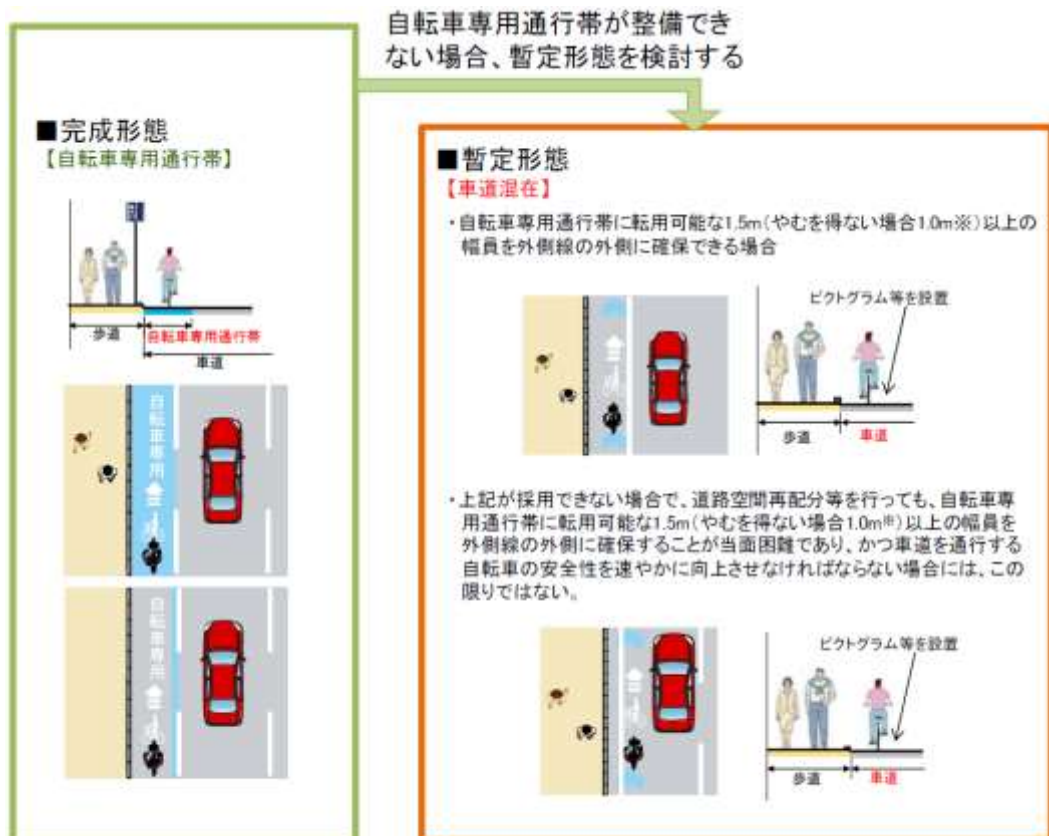 自転車専用通行帯が整備でき
ない場合、暫定形態を検討する
■完成形態
【自転車専用通行帯】
歩道
自転車専用通行帯
車道
自転車専用
自転車専用
■暫定形態
【車道混在】
・自転車専用通行帯に転用可能な1.5m(やむを得ない場合1.0m※)以上の
幅員を外側線の外側に確保できる場合
ピクトグラム等を設置
歩道
車道
・上記が採用できない場合で、道路空間再配分等を行っても、自転車専
用通行帯に転用可能な1.5m(やむを得ない場合1.0m※)以上の幅員を
外側線の外側に確保することが当面困難であり、かつ車道を通行する
自転車の安全性を速やかに向上させなければならない場合には、この
限りではない。
ピクトグラム等を設置
歩道
車道